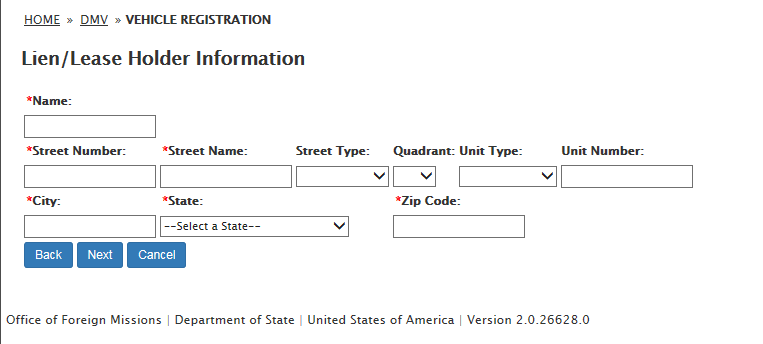 HOME » DMV » VEHICLE REGISTRATION
Lien/Lease Holder Information
*Name:
*Street Number: *Street Name: Street Type: Quadrant: Unit Type: Unit Number:
*City: *State: *Zip Code:
--Select a State--
Back Next Cancel
Office of Foreign Missions | Department of State | United States of America | Version 2.0.26628.0